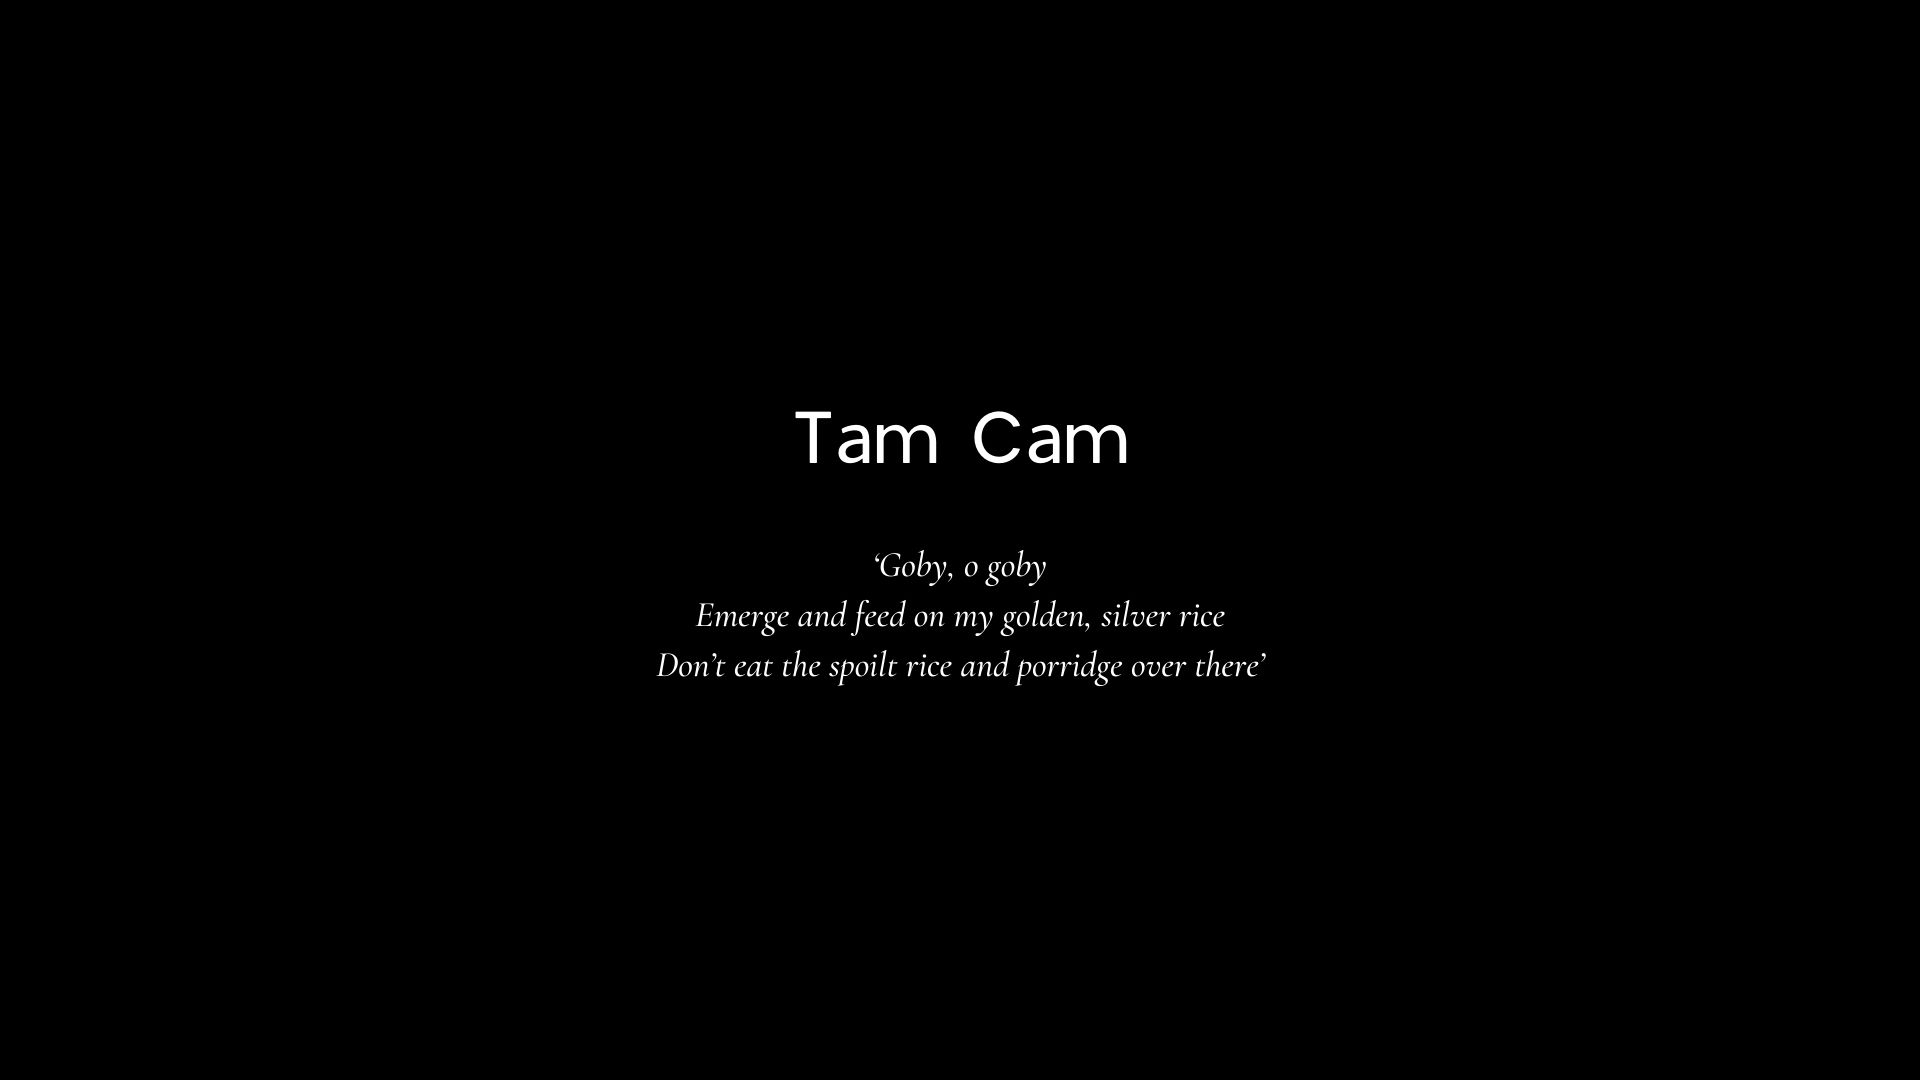 Tam Cam
‘Goby, o goby
Emerge and feed on my golden, silver rice
Don’t eat the spoilt rice and porridge over there’